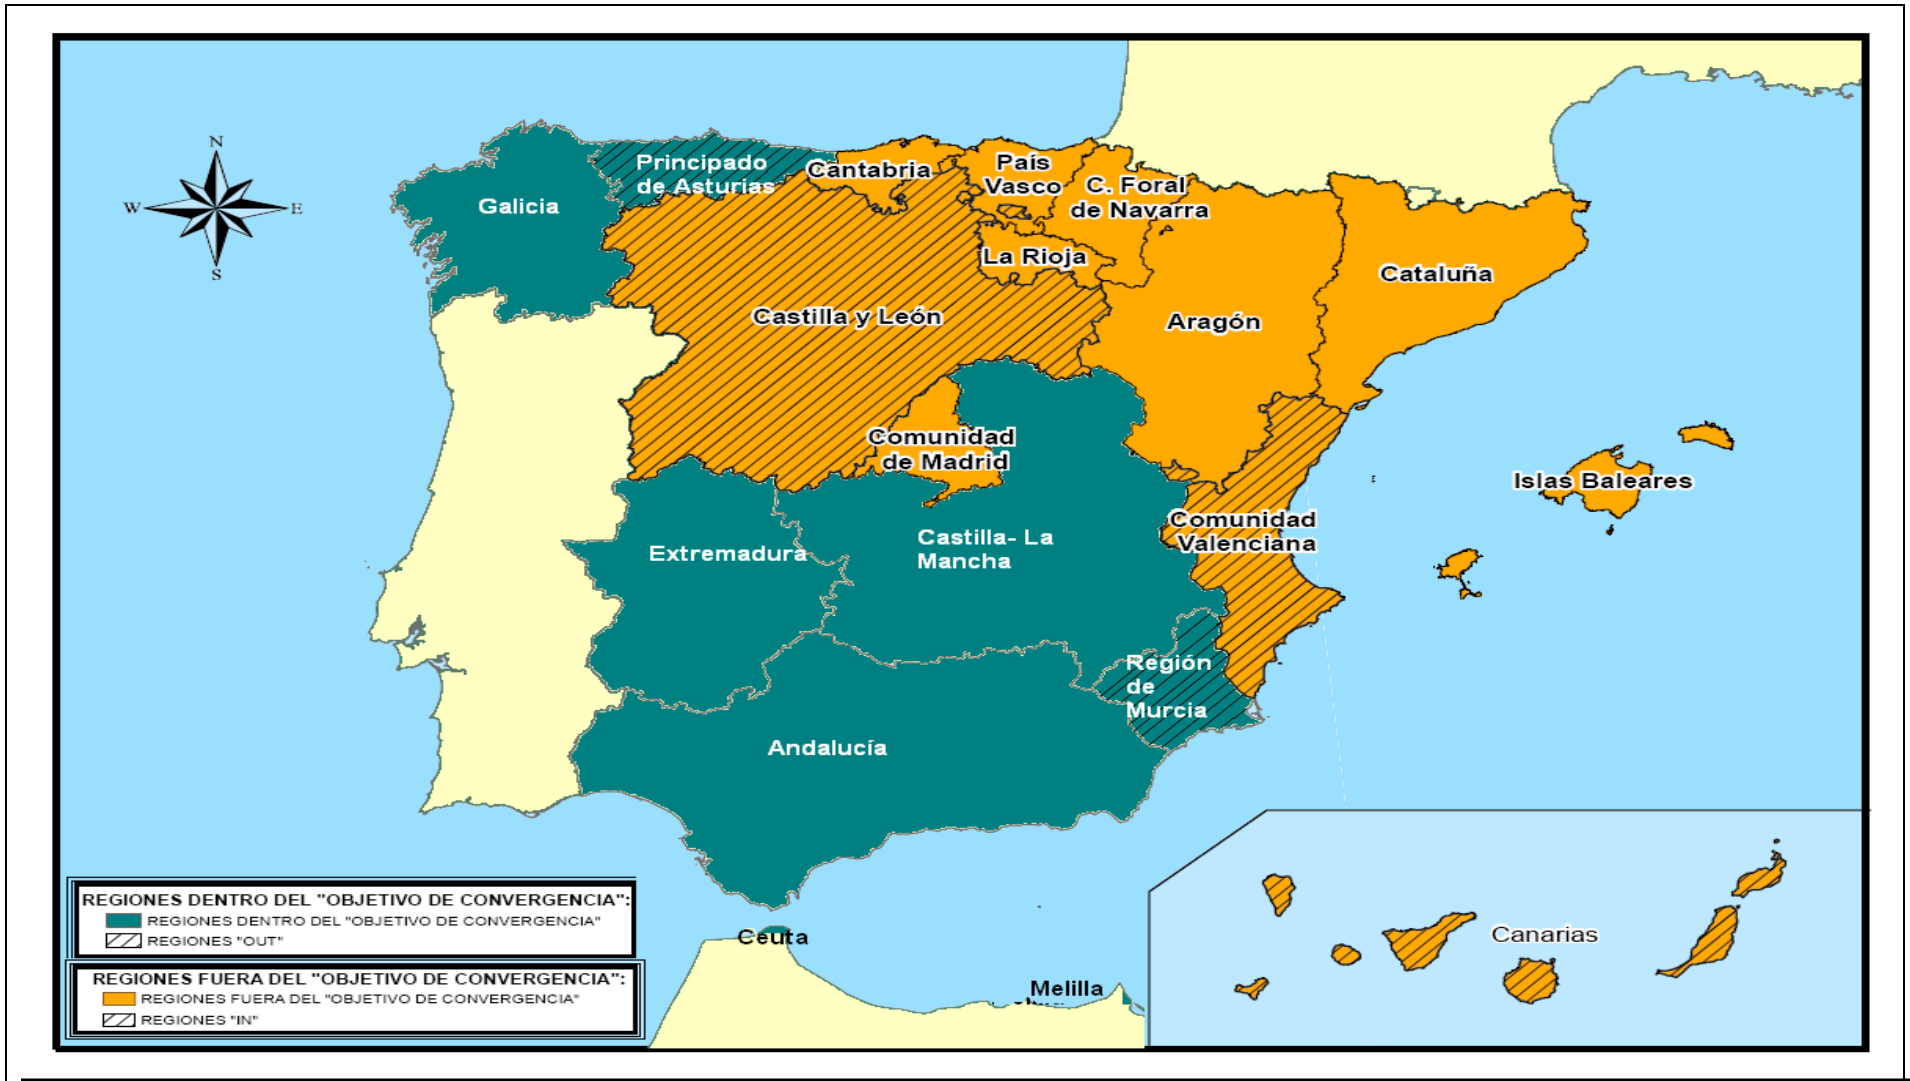 N
W
E
S
Galicia
Principado
de Asturias
Cantabria
País
Vasco
C. Foral
de Navarra
La Rioja
Castilla y León
Aragón
Cataluña
Comunidad
de Madrid
Islas Baleares
Extremadura
Castilla- La
Mancha
Comunidad
Valenciana
Región
de
Murcia
Andalucía
Ceuta
Melilla
Canarias
REGIONES DENTRO DEL "OBJETIVO DE CONVERGENCIA":
REGIONES DENTRO DEL "OBJETIVO DE CONVERGENCIA"
REGIONES "OUT"
REGIONES FUERA DEL "OBJETIVO DE CONVERGENCIA":
REGIONES FUERA DEL "OBJETIVO DE CONVERGENCIA"
REGIONES "IN"